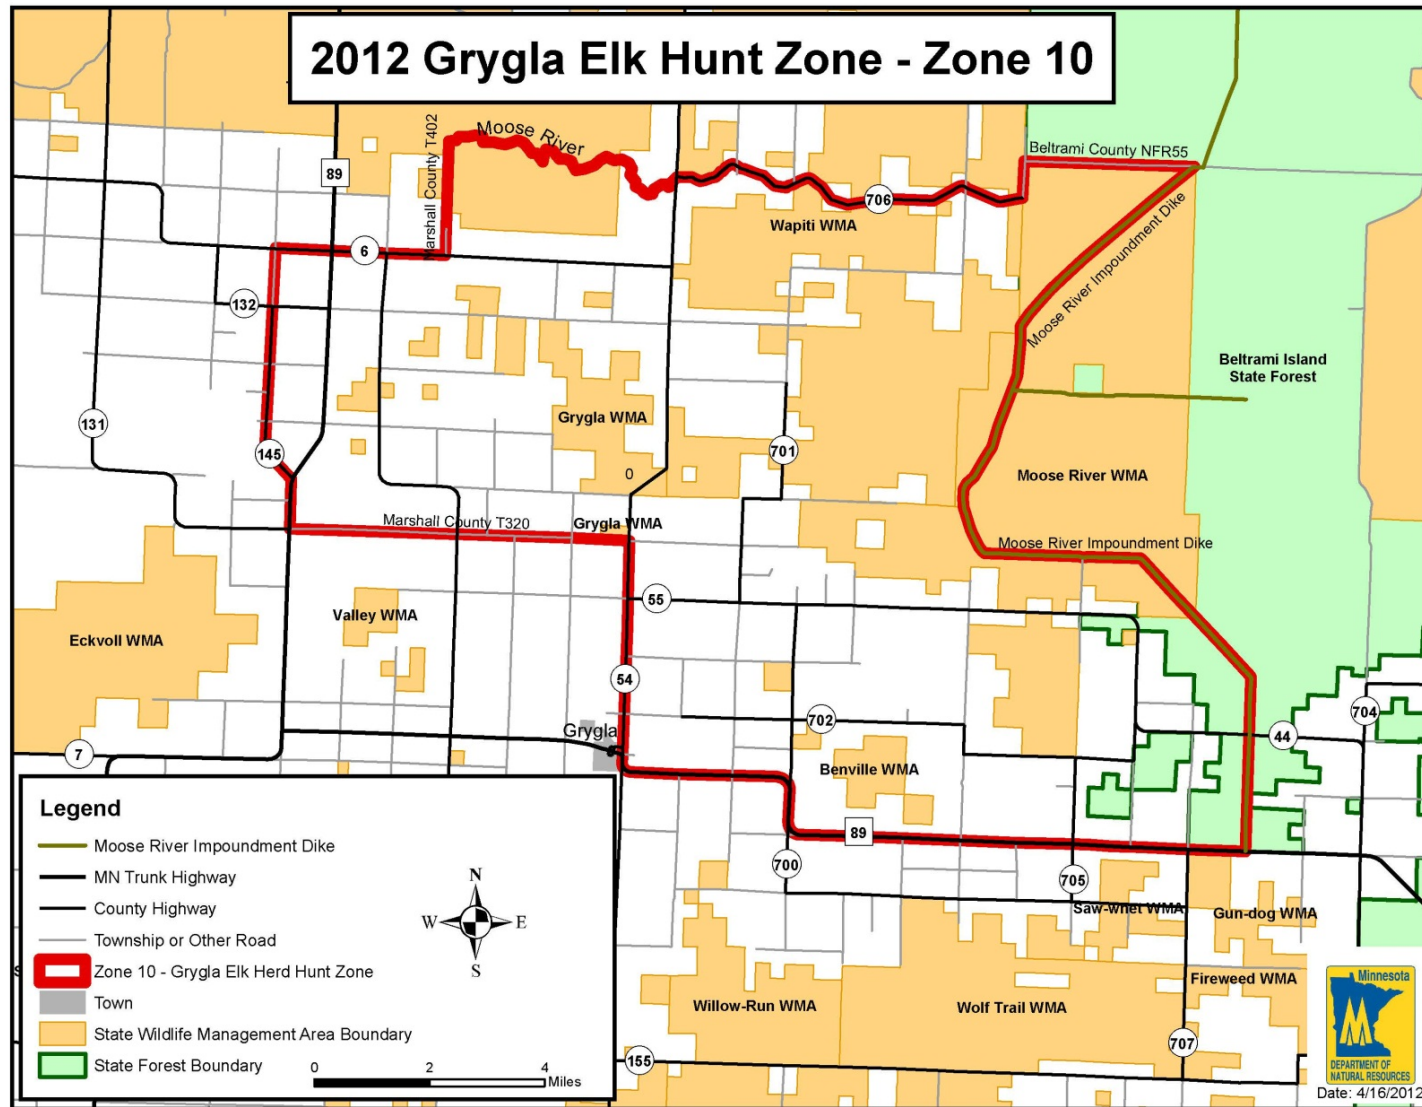 2012 Grygla Elk Hunt Zone - Zone 10
Marshall County T402
Moose River
Beltrami County NFR55
89
706
Wapiti WMA
6
Moose River Impoundment Dike
132
Beltrami Island
State Forest
131
Grygla WMA
145
701
0
Moose River WMA
Marshall County T320
Grygla WMA
Moose River Impoundment Dike
55
Valley WMA
Eckvoll WMA
54
702
704
Grygla
44
7
Benville WMA
89
700
705
Saw-whet WMA
Gun-dog WMA
Fireweed WMA
Willow-Run WMA
Wolf Trail WMA
707
155
Legend
Moose River Impoundment Dike
MN Trunk Highway
County Highway
Township or Other Road
Zone 10 - Grygla Elk Herd Hunt Zone
Town
State Wildlife Management Area Boundary
State Forest Boundary
N
W
E
S
0 2 4
Miles
Minnesota
DEPARTMENT OF
NATURAL RESOURCES
Date: 4/16/2012